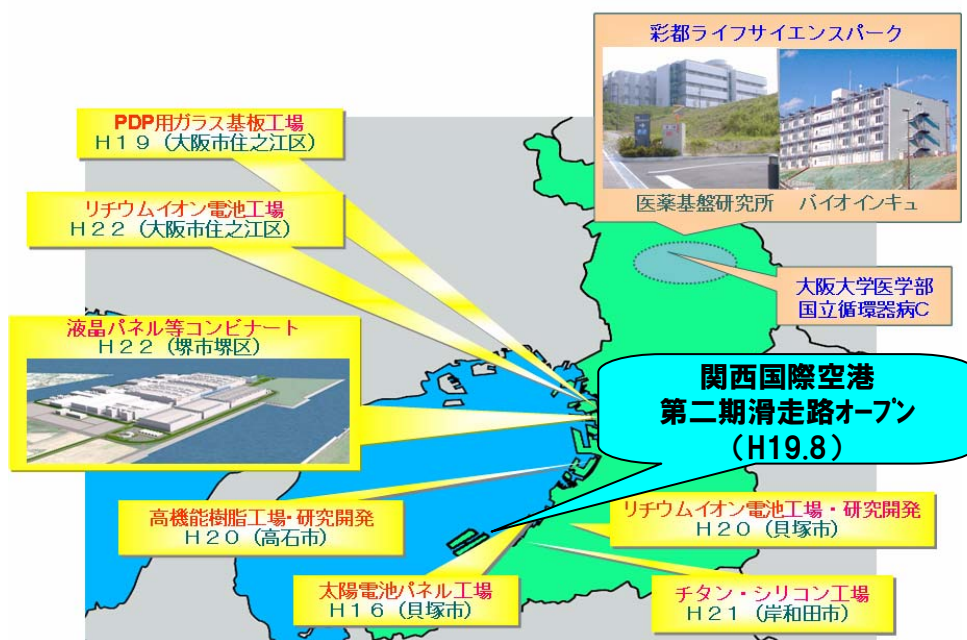 彩都ライフサイエンスパーク
医薬基盤研究所 バイオインキュ
大阪大学医学部
国立循環器病C
PDP用ガラス基板工場
H19(大阪市住之江区)
リチウムイオン電池工場
H22(大阪市住之江区)
液晶パネル等コンビナート
H22(堺市堺区)
関西国際空港
第二期滑走路オープン
(H19.8)
高機能樹脂工場・研究開発
H20(高石市)
リチウムイオン電池工場・研究開発
H20(貝塚市)
太陽電池パネル工場
H16(貝塚市)
チタン・シリコン工場
H21(岸和田市)